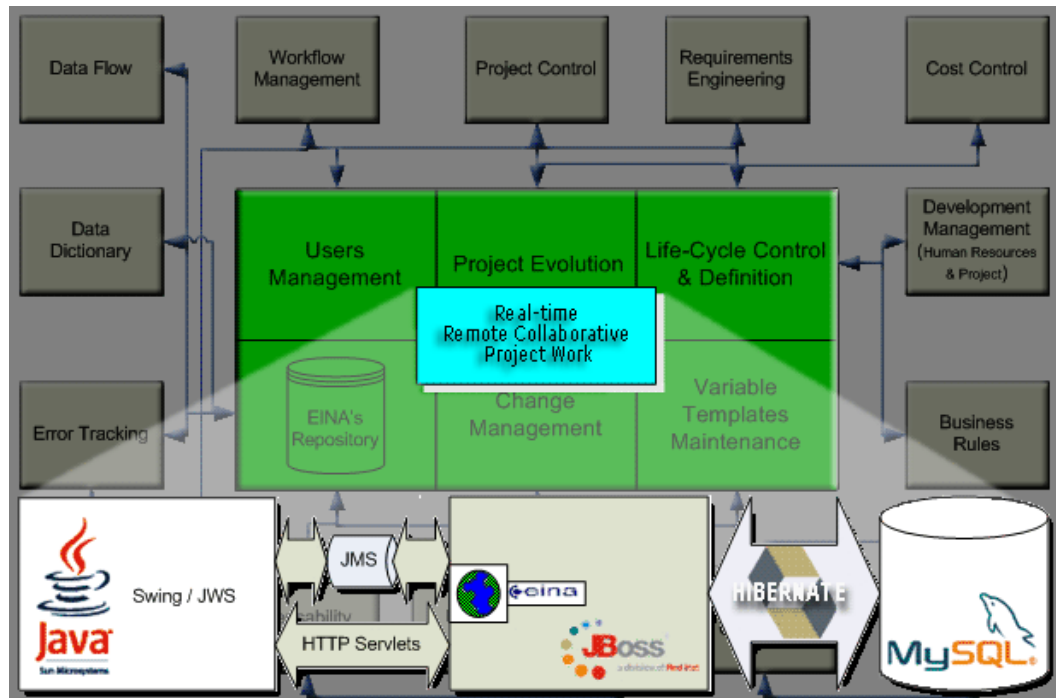 Data Flow
Workflow
Management
Project Control
Requirements
Engineering
Cost Control
Data
Dictionary
Users
Management
Project Evolution
Life-Cycle Control
& Definition
Development
Management
(Human Resources
& Project)
Real-time
Remote Collaborative
Project Work
Error Tracking
EINA's
Repository
Change
Management
Variable
Templates
Maintenance
Business
Rules
Java
Sun Microsystems
Swing / JWS
JMS
HTTP Servlets
eina
JBoss
a division of Red Hat
HIBERNATE
MySQL